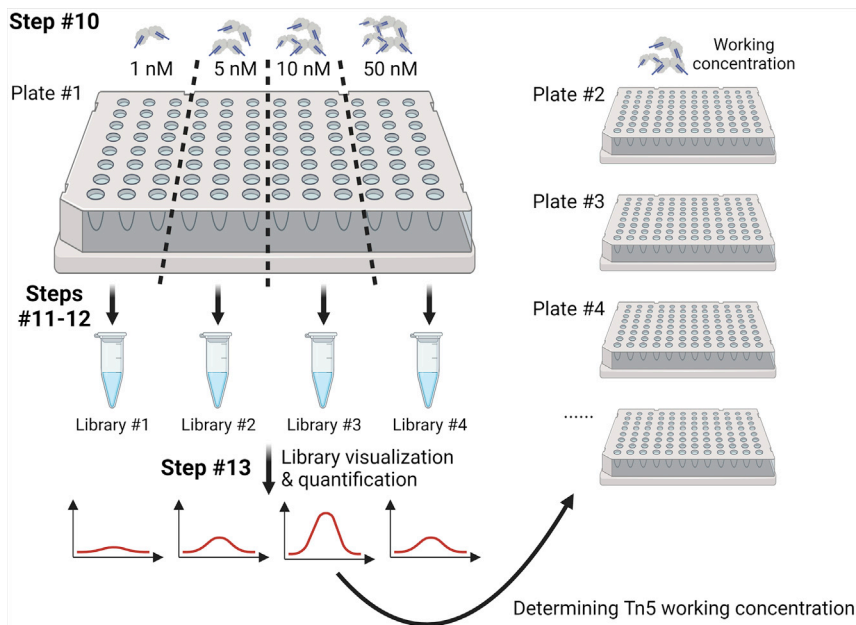 Step #10
1 nM
5 nM
10 nM
50 nM
Plate #1
Steps
#11-12
Library #1
Library #2
Library #3
Library #4
Step #13
Library visualization
& quantification
Working
concentration
Plate #2
Plate #3
Plate #4
......
Determining Tn5 working concentration